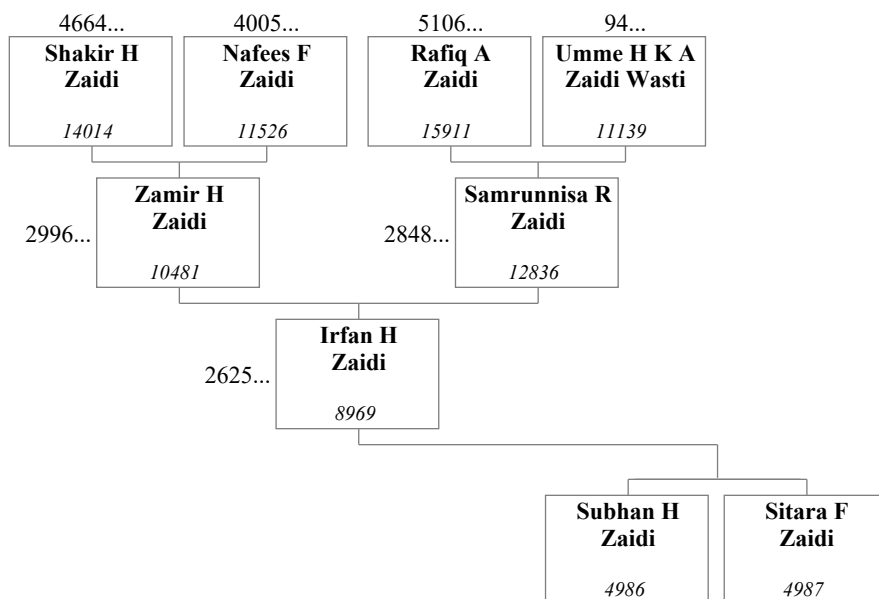 4664... 4005... 5106... 94...
Shakir H Nafees F Rafiq A Umme H K A
Zaidi Zaidi Zaidi Zaidi Wasti
14014 11526 15911 11139
Zamir H Samrunnisa R
Zaidi Zaidi
2996... 2848...
10481 12836
Irfan H
Zaidi
2625...
8969
Subhan H Sitara F
Zaidi Zaidi
4986 4987